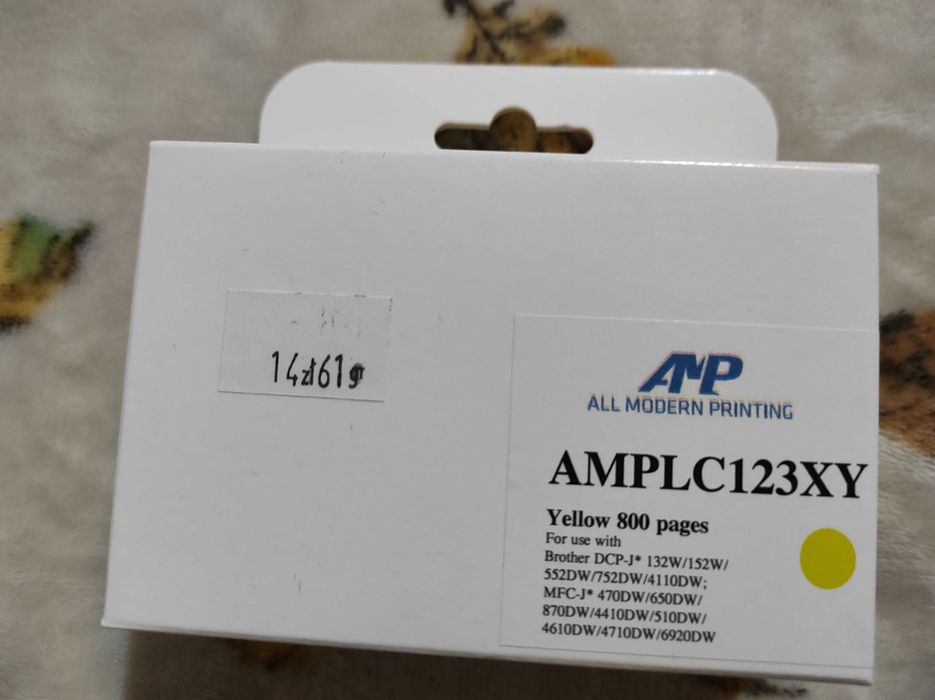 14zł61gr
AMP
ALL MODERN PRINTING
AMPLC123XY
Yellow 800 pages
For use with
Brother DCP-J* 132W/152W/
552DW/752DW/4110DW;
MFC-J* 470DW/650DW/
870DW/4410DW/510DW/
4610DW/4710DW/6920DW